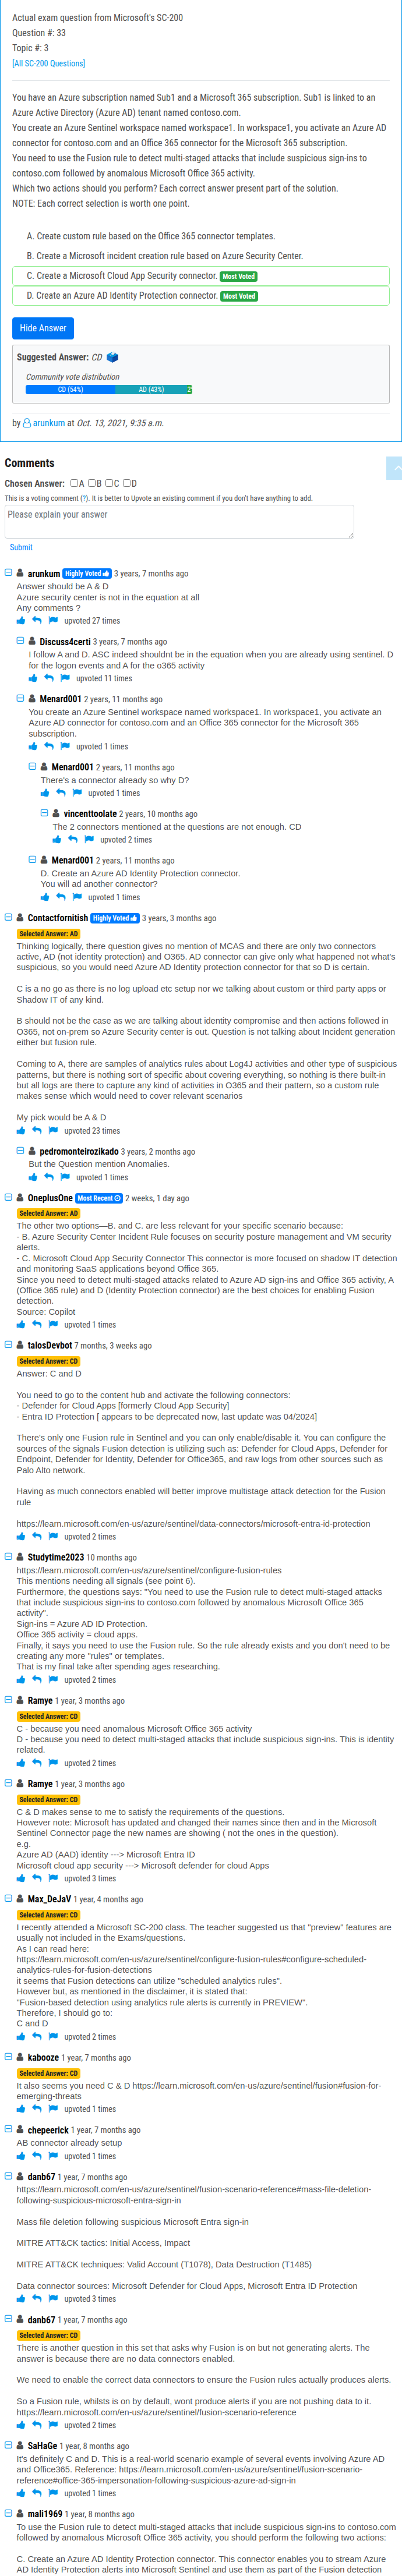 Actual exam question from Microsoft's SC-200
Question #: 33
Topic #: 3
[All SC-200 Questions]
You have an Azure subscription named Sub1 and a Microsoft 365 subscription. Sub1 is linked to an
Azure Active Directory (Azure AD) tenant named contoso.com.
You create an Azure Sentinel workspace named workspace1. In workspace1, you activate an Azure AD
connector for contoso.com and an Office 365 connector for the Microsoft 365 subscription.
You need to use the Fusion rule to detect multi-staged attacks that include suspicious sign-ins to
contoso.com followed by anomalous Microsoft Office 365 activity.
Which two actions should you perform? Each correct answer present part of the solution.
NOTE: Each correct selection is worth one point.
A. Create custom rule based on the Office 365 connector templates.
B. Create a Microsoft incident creation rule based on Azure Security Center.
C. Create a Microsoft Cloud App Security connector. Most Voted
D. Create an Azure AD Identity Protection connector. Most Voted
Hide Answer
Suggested Answer: CD
Community vote distribution
CD (54%) AD (43%)
by arunkum at Oct. 13, 2021, 9:35 a.m.
Comments
Chosen Answer: A B C D
This is a voting comment (?). It is better to Upvote an existing comment if you don't have anything to add.
Please explain your answer
Submit
arunkum Highly Voted 3 years, 7 months ago
Answer should be A & D
Azure security center is not in the equation at all
Any comments ?
upvoted 27 times
Discuss4certi 3 years, 7 months ago
I follow A and D. ASC indeed shouldnt be in the equation when you are already using sentinel. D
for the logon events and A for the o365 activity
upvoted 11 times
Menard001 2 years, 11 months ago
You create an Azure Sentinel workspace named workspace1. In workspace1, you activate an
Azure AD connector for contoso.com and an Office 365 connector for the Microsoft 365
subscription.
upvoted 1 times
Menard001 2 years, 11 months ago
There's a connector already so why D?
upvoted 1 times
vincenttoolate 2 years, 10 months ago
The 2 connectors mentioned at the questions are not enough. CD
upvoted 2 times
Menard001 2 years, 11 months ago
D. Create an Azure AD Identity Protection connector.
You will ad another connector?
upvoted 1 times
Contactfornitish Highly Voted 3 years, 3 months ago
Selected Answer: AD
Thinking logically, there question gives no mention of MCAS and there are only two connectors
active, AD (not identity protection) and O365. AD connector can give only what happened not what's
suspicious, so you would need Azure AD Identity protection connector for that so D is certain.
C is a no go as there is no log upload etc setup nor we talking about custom or third party apps or
Shadow IT of any kind.
B should not be the case as we are talking about identity compromise and then actions followed in
O365, not on-prem so Azure Security center is out. Question is not talking about Incident generation
either but fusion rule.
Coming to A, there are samples of analytics rules about Log4J activities and other type of suspicious
patterns, but there is nothing sort of specific about covering everything, so nothing is there built-in
but all logs are there to capture any kind of activities in O365 and their pattern, so a custom rule
makes sense which would need to cover relevant scenarios
My pick would be A & D
upvoted 23 times
pedromonteirozikado 3 years, 2 months ago
But the Question mention Anomalies.
upvoted 1 times
OneplusOne Most Recent 2 weeks, 1 day ago
Selected Answer: AD
The other two options—B. and C. are less relevant for your specific scenario because:
- B. Azure Security Center Incident Rule focuses on security posture management and VM security
alerts.
- C. Microsoft Cloud App Security Connector This connector is more focused on shadow IT detection
and monitoring SaaS applications beyond Office 365.
Since you need to detect multi-staged attacks related to Azure AD sign-ins and Office 365 activity, A
(Office 365 rule) and D (Identity Protection connector) are the best choices for enabling Fusion
detection.
Source: Copilot
upvoted 1 times
talosDevbot 7 months, 3 weeks ago
Selected Answer: CD
Answer: C and D
You need to go to the content hub and activate the following connectors:
- Defender for Cloud Apps [formerly Cloud App Security]
- Entra ID Protection [ appears to be deprecated now, last update was 04/2024]
There's only one Fusion rule in Sentinel and you can only enable/disable it. You can configure the
sources of the signals Fusion detection is utilizing such as: Defender for Cloud Apps, Defender for
Endpoint, Defender for Identity, Defender for Office365, and raw logs from other sources such as
Palo Alto network.
Having as much connectors enabled will better improve multistage attack detection for the Fusion
rule
https://learn.microsoft.com/en-us/azure/sentinel/data-connectors/microsoft-entra-id-protection
upvoted 2 times
Studytime2023 10 months ago
https://learn.microsoft.com/en-us/azure/sentinel/configure-fusion-rules
This mentions needing all signals (see point 6).
Furthermore, the questions says: "You need to use the Fusion rule to detect multi-staged attacks
that include suspicious sign-ins to contoso.com followed by anomalous Microsoft Office 365
activity".
Sign-ins = Azure AD ID Protection.
Office 365 activity = cloud apps.
Finally, it says you need to use the Fusion rule. So the rule already exists and you don't need to be
creating any more "rules" or templates.
That is my final take after spending ages researching.
upvoted 2 times
Ramye 1 year, 3 months ago
Selected Answer: CD
C - because you need anomalous Microsoft Office 365 activity
D - because you need to detect multi-staged attacks that include suspicious sign-ins. This is identity
related.
upvoted 2 times
Ramye 1 year, 3 months ago
Selected Answer: CD
C & D makes sense to me to satisfy the requirements of the questions.
However note: Microsoft has updated and changed their names since then and in the Microsoft
Sentinel Connector page the new names are showing ( not the ones in the question).
e.g.
Azure AD (AAD) identity ---> Microsoft Entra ID
Microsoft cloud app security ---> Microsoft defender for cloud Apps
upvoted 3 times
Max_DeJaV 1 year, 4 months ago
Selected Answer: CD
I recently attended a Microsoft SC-200 class. The teacher suggested us that "preview" features are
usually not included in the Exams/questions.
As I can read here:
https://learn.microsoft.com/en-us/azure/sentinel/configure-fusion-rules#configure-scheduled-
analytics-rules-for-fusion-detections
it seems that Fusion detections can utilize "scheduled analytics rules".
However but, as mentioned in the disclaimer, it is stated that:
"Fusion-based detection using analytics rule alerts is currently in PREVIEW".
Therefore, I should go to:
C and D
upvoted 2 times
kabooze 1 year, 7 months ago
Selected Answer: CD
It also seems you need C & D https://learn.microsoft.com/en-us/azure/sentinel/fusion#fusion-for-
emerging-threats
upvoted 1 times
chepeerick 1 year, 7 months ago
AB connector already setup
upvoted 1 times
danb67 1 year, 7 months ago
https://learn.microsoft.com/en-us/azure/sentinel/fusion-scenario-reference#mass-file-deletion-
following-suspicious-microsoft-entra-sign-in
Mass file deletion following suspicious Microsoft Entra sign-in
MITRE ATT&CK tactics: Initial Access, Impact
MITRE ATT&CK techniques: Valid Account (T1078), Data Destruction (T1485)
Data connector sources: Microsoft Defender for Cloud Apps, Microsoft Entra ID Protection
upvoted 3 times
danb67 1 year, 7 months ago
Selected Answer: CD
There is another question in this set that asks why Fusion is on but not generating alerts. The
answer is because there are no data connectors enabled.
We need to enable the correct data connectors to ensure the Fusion rules actually produces alerts.
So a Fusion rule, whilsts is on by default, wont produce alerts if you are not pushing data to it.
https://learn.microsoft.com/en-us/azure/sentinel/fusion-scenario-reference
upvoted 2 times
SaHaGe 1 year, 8 months ago
It's definitely C and D. This is a real-world scenario example of several events involving Azure AD
and Office365. Reference: https://learn.microsoft.com/en-us/azure/sentinel/fusion-scenario-
reference#office-365-impersonation-following-suspicious-azure-ad-sign-in
upvoted 1 times
mali1969 1 year, 8 months ago
To use the Fusion rule to detect multi-staged attacks that include suspicious sign-ins to contoso.com
followed by anomalous Microsoft Office 365 activity, you should perform the following two actions:
C. Create an Azure AD Identity Protection connector. This connector enables you to stream Azure
AD Identity Protection alerts into Microsoft Sentinel and use them as part of the Fusion detection